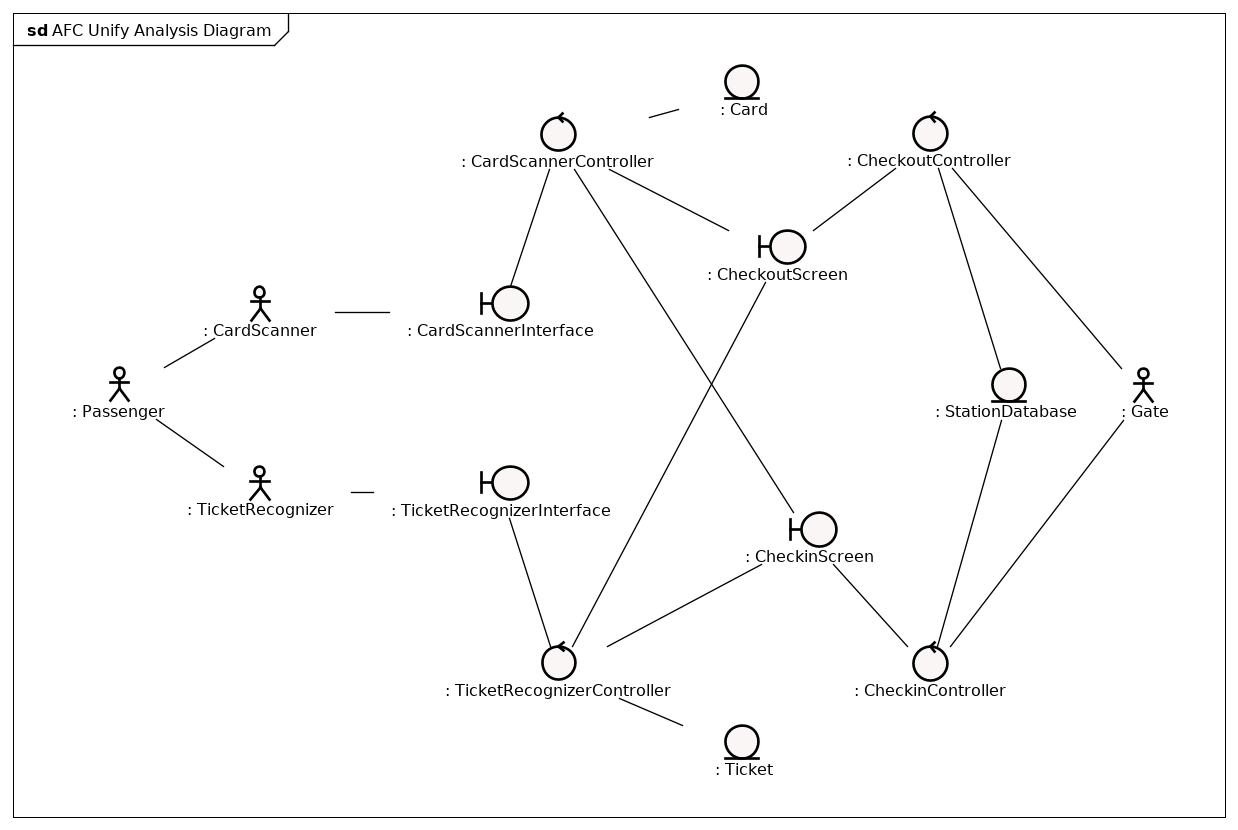 sd AFC Unify Analysis Diagram
: Card
: CardScannerController
: CheckoutController
: CheckoutScreen
: CardScanner
: CardScannerInterface
: Passenger
: StationDatabase
: Gate
: TicketRecognizer
: TicketRecognizerInterface
: CheckinScreen
: TicketRecognizerController
: CheckinController
: Ticket